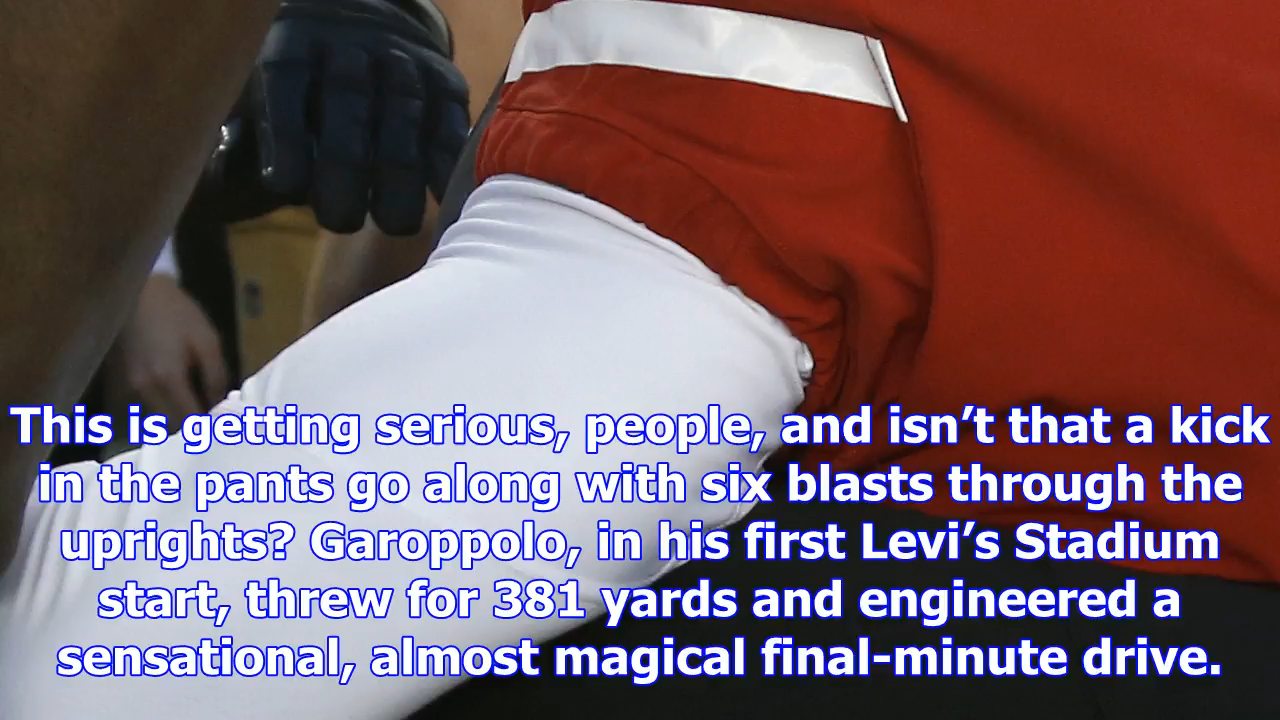 This is getting serious, people, and isn’t that a kick
in the pants go along with six blasts through the
uprights? Garoppolo, in his first Levi’s Stadium
start, threw for 381 yards and engineered a
sensational, almost magical final-minute drive.